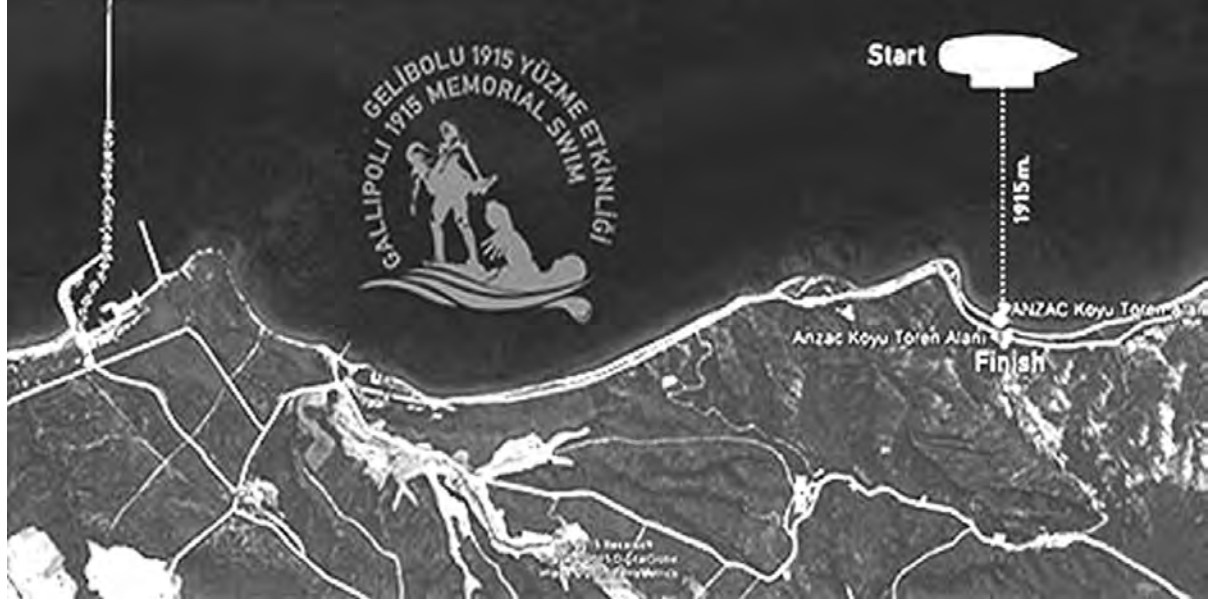 GELİBOLU 1915 YÜZME ETKİNLİĞİ
GALLIPOLI 1915 MEMORIAL SWIM
Start
1915m.
ANZAC Koyu Tören Alanı
Anzac Koyu Tören Alanı
Finish